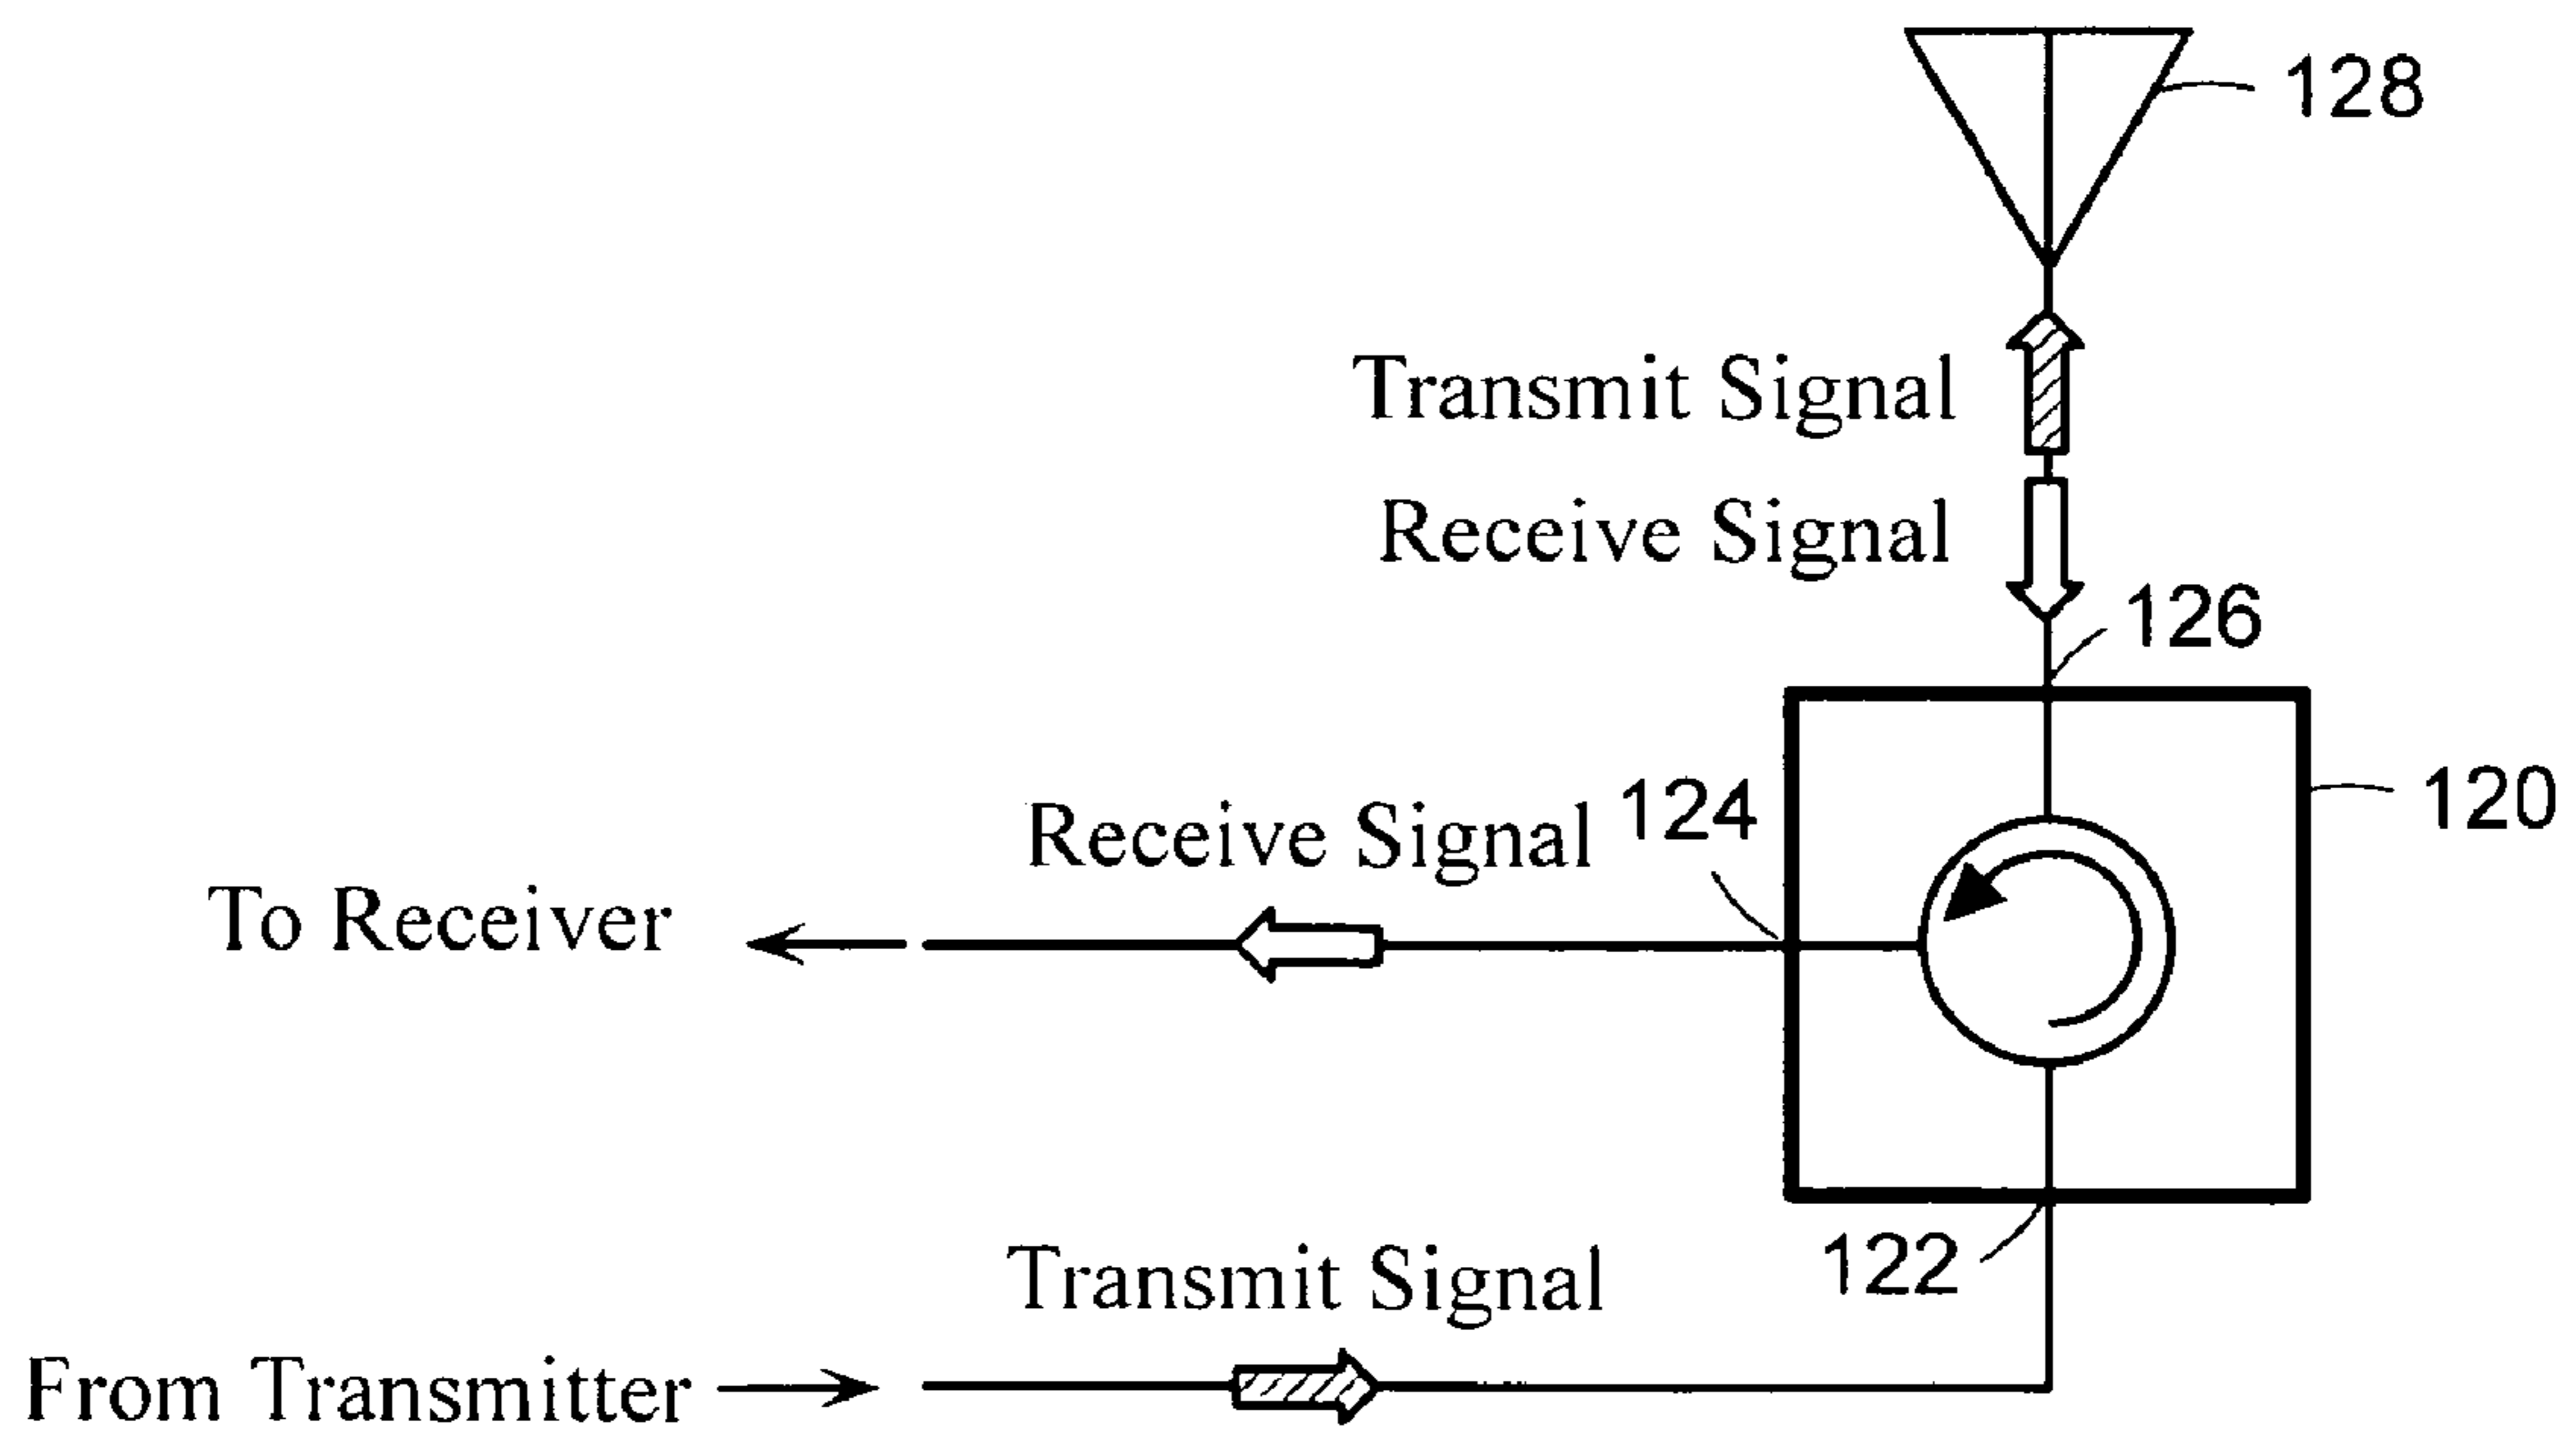 128
Transmit Signal
Receive Signal
126
120
Receive Signal
124
To Receiver
122
Transmit Signal
From Transmitter